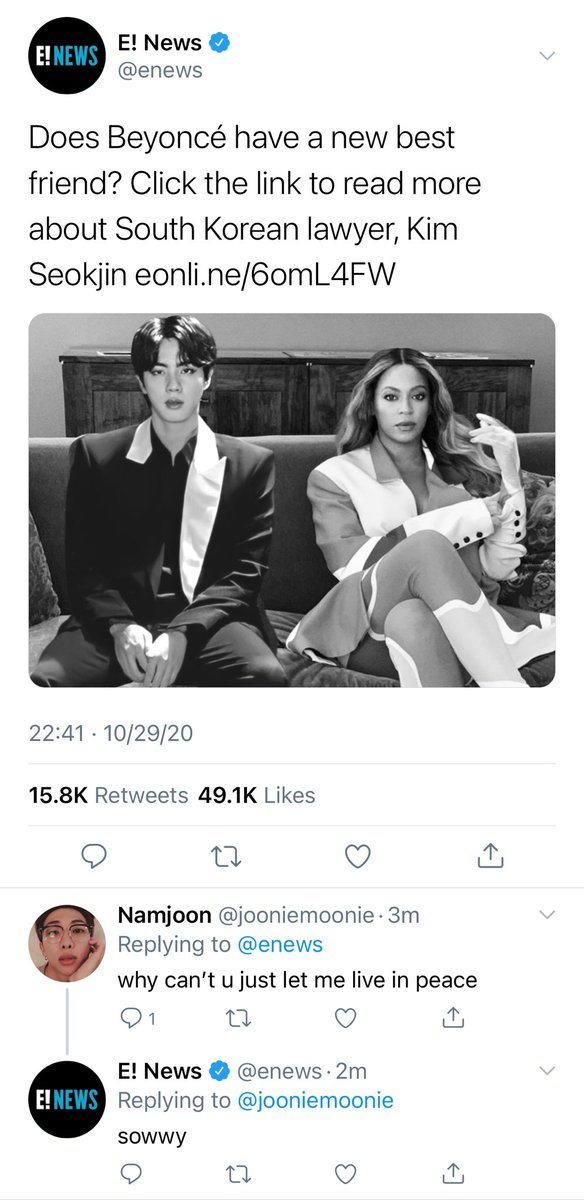 E! NEWS
E! News
@enews
Does Beyoncé have a new best
friend? Click the link to read more
about South Korean lawyer, Kim
Seokjin eonli.ne/6omL4FW
22:41 · 10/29/20
15.8K Retweets 49.1K Likes
Namjoon @jooniemoonie · 3m
Replying to @enews
why can’t u just let me live in peace
1
E! NEWS
E! News @enews · 2m
Replying to @jooniemoonie
sowwy